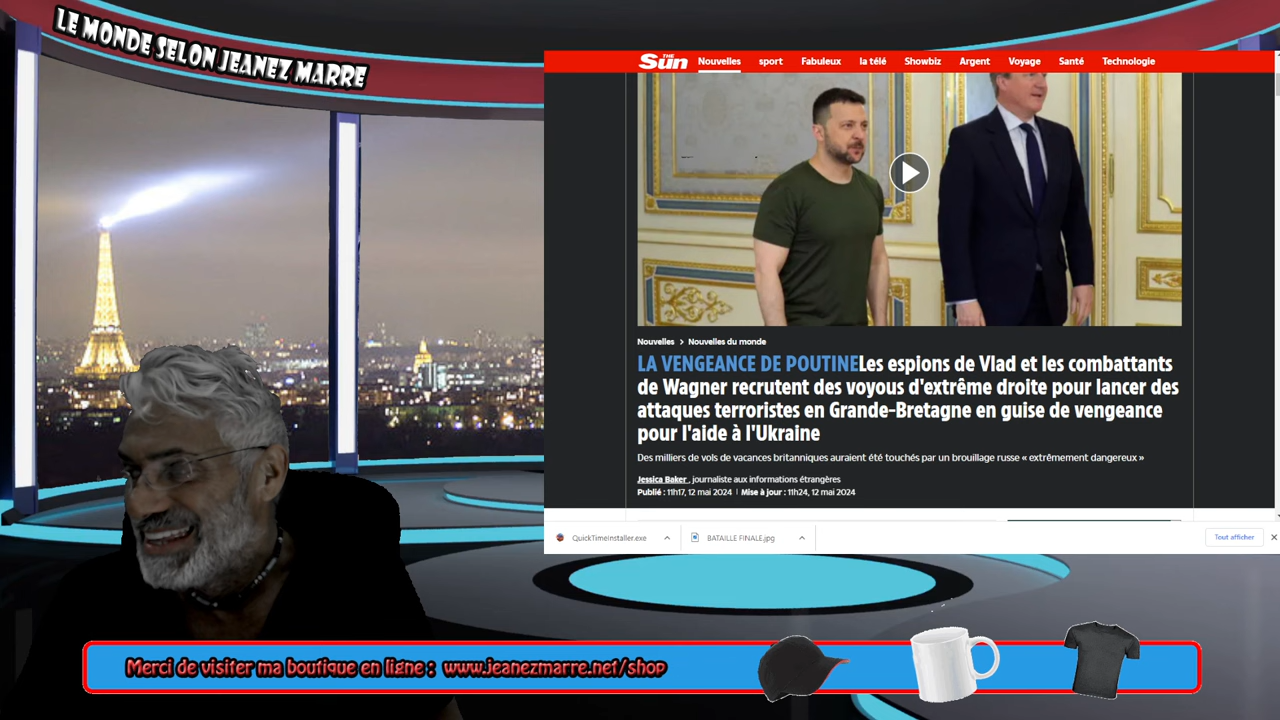 LE MONDE SELON JEANEZ MARRE
THE Sun Nouvelles sport Fabuleux la télé Showbiz Argent Voyage Santé Technologie
Nouvelles > Nouvelles du monde
LA VENGEANCE DE POUTINELes espions de Vlad et les combattants
de Wagner recrutent des voyous d'extrême droite pour lancer des
attaques terroristes en Grande-Bretagne en guise de vengeance
pour l'aide à l'Ukraine
Des milliers de vols de vacances britanniques auraient été touchés par un brouillage russe « extrêmement dangereux »
Jessica Baker , journaliste aux informations étrangères
Publié : 11h17, 12 mai 2024 | Mise à jour : 11h24, 12 mai 2024
QuickTimeInstaller.exe BATAILLE FINALE.jpg Tout afficher
Merci de visiter ma boutique en ligne : www.jeanezmarre.net/shop